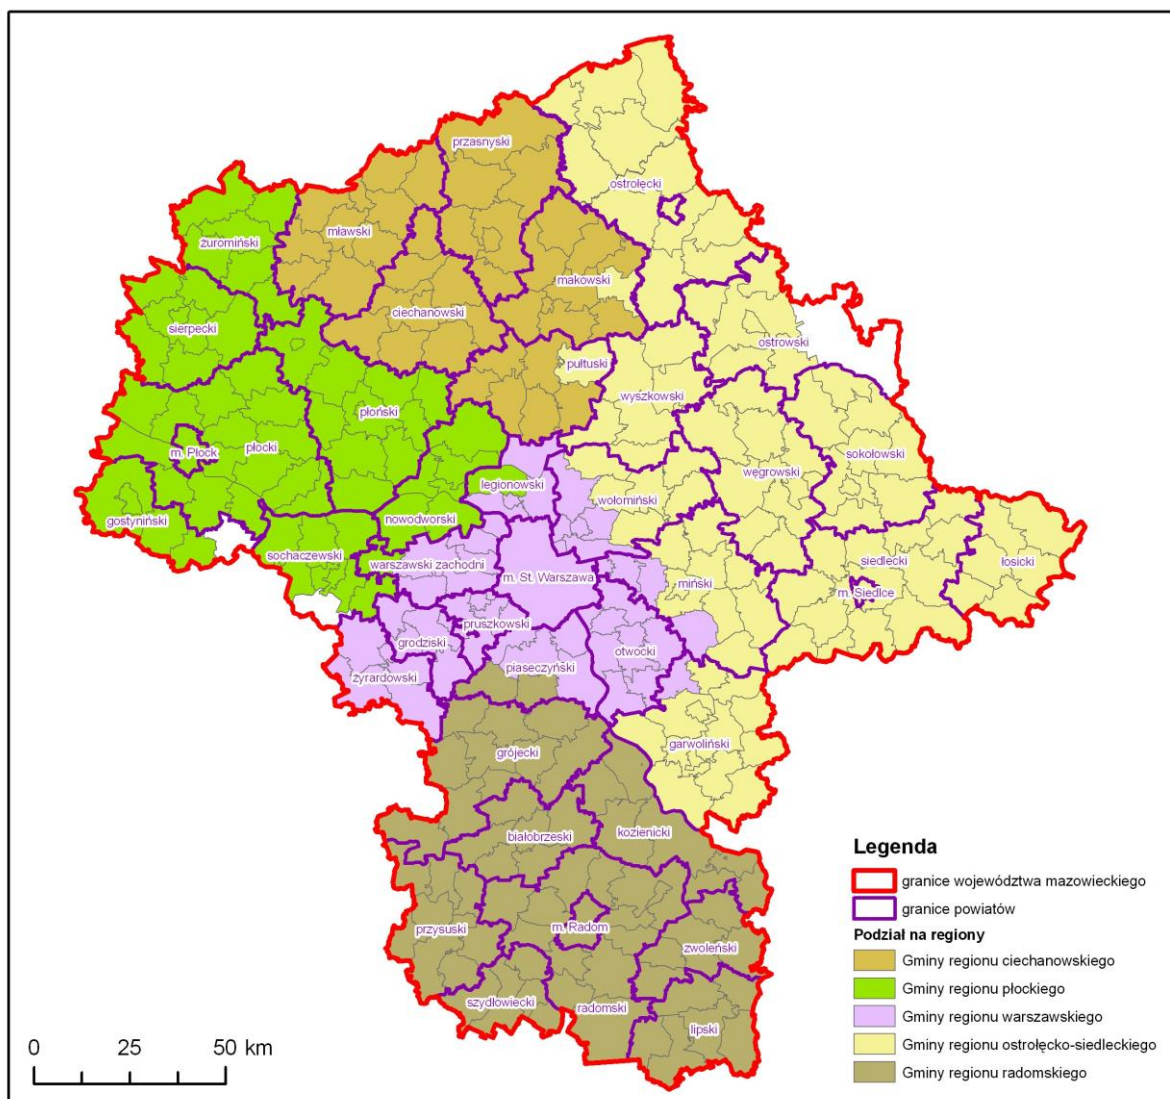 przasnyski
ostrołęcki
żuromiński
mławski
makowski
ciechanowski
sierpecki
ostrowski
pułtuski
wyszkowski
płoński
m. Płock
płocki
węgrowski
sokołowski
legionowski
wołomiński
gostyniński
nowodworski
sochaczewski
warszawski zachodni
m. St. Warszawa
miński
siedlecki
łosicki
m. Siedlce
pruszkowski
grodziski
otwocki
piaseczyński
żyrardowski
garwoliński
grójecki
białobrzeski
kozienicki
przysuski
m. Radom
zwoleński
szydłowiecki
radomski
lipski
Legenda
granice województwa mazowieckiego
granice powiatów
Podział na regiony
Gminy regionu ciechanowskiego
Gminy regionu płockiego
Gminy regionu warszawskiego
Gminy regionu ostrołęcko-siedleckiego
Gminy regionu radomskiego
0 25 50 km